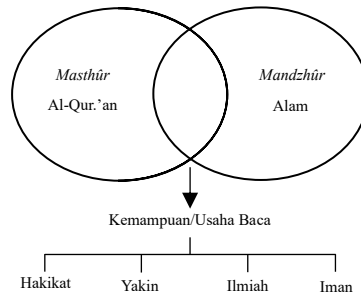 Masthûr
Mandzhûr
Al-Qur.'an
Alam
Kemampuan/Usaha Baca
Hakikat
Yakin
Ilmiah
Iman